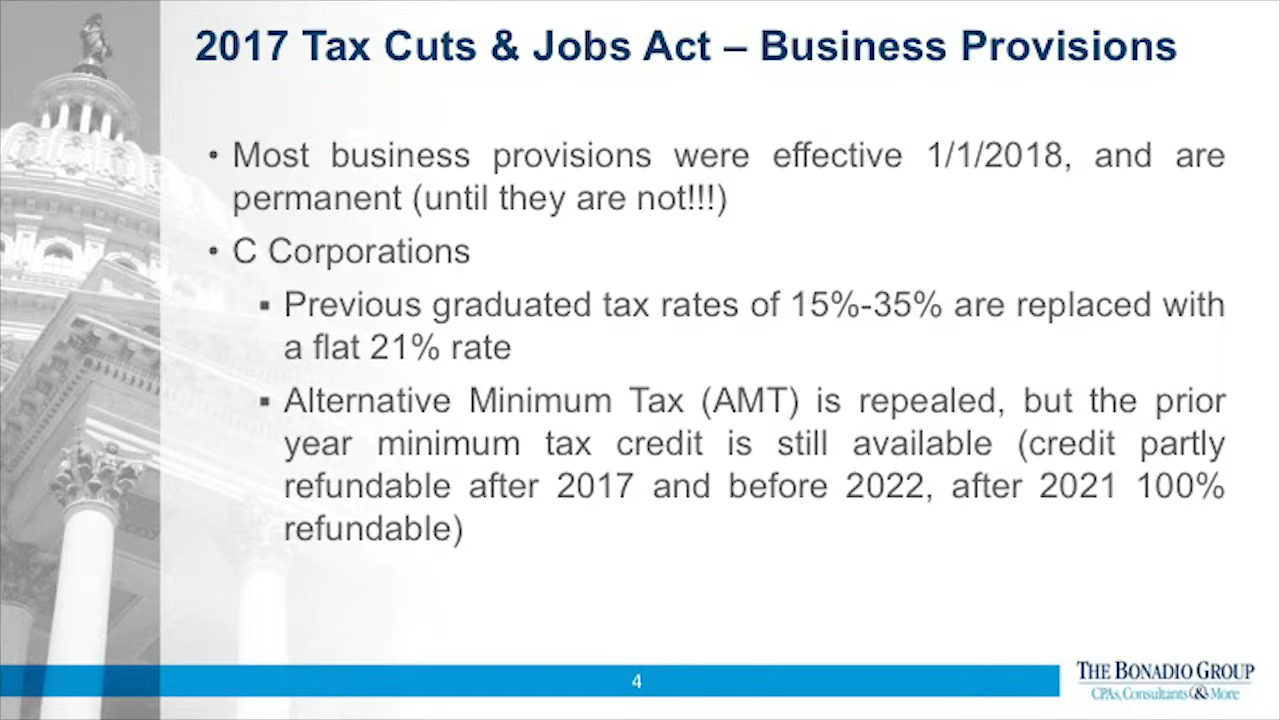 2017 Tax Cuts & Jobs Act – Business Provisions
• Most business provisions were effective 1/1/2018, and are
permanent (until they are not!!!)
• C Corporations
▪ Previous graduated tax rates of 15%-35% are replaced with
a flat 21% rate
▪ Alternative Minimum Tax (AMT) is repealed, but the prior
year minimum tax credit is still available (credit partly
refundable after 2017 and before 2022, after 2021 100%
refundable)
4
THE BONADIO GROUP
CPAs, Consultants & More